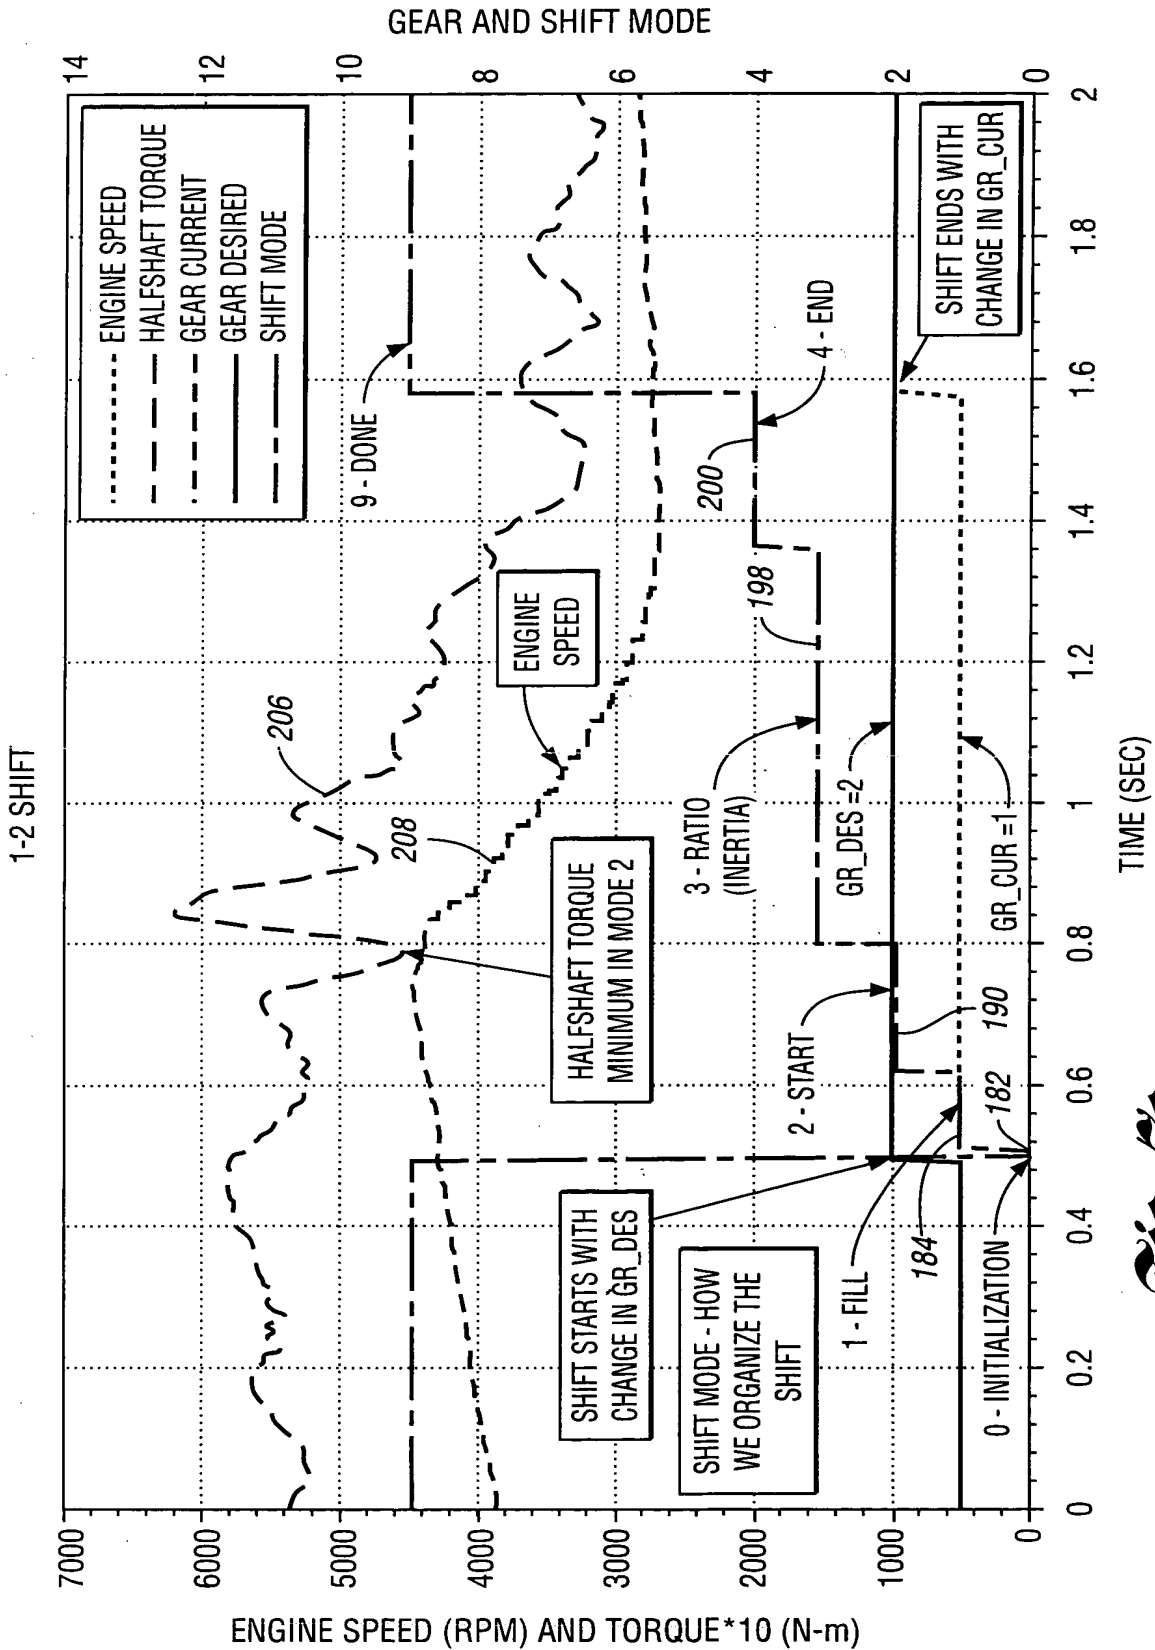 1-2 SHIFT
ENGINE SPEED (RPM) AND TORQUE*10 (N-m)
7000
6000
5000
4000
3000
2000
1000
0
GEAR AND SHIFT MODE
14
12
10
8
6
4
2
0
ENGINE SPEED
HALFSHAFT TORQUE
GEAR CURRENT
GEAR DESIRED
SHIFT MODE
206
208
9 - DONE
ENGINE
SPEED
HALFSHAFT TORQUE
MINIMUM IN MODE 2
SHIFT STARTS WITH
CHANGE IN GR_DES
SHIFT MODE - HOW
WE ORGANIZE THE
SHIFT
2 - START
3 - RATIO
(INERTIA)
198
200
4 - END
GR_DES =2
SHIFT ENDS WITH
CHANGE IN GR_CUR
1 - FILL
184
190
182
GR_CUR =1
0 - INITIALIZATION
0
0.2
0.4
0.6
0.8
1
1.2
1.4
1.6
1.8
2
TIME (SEC)